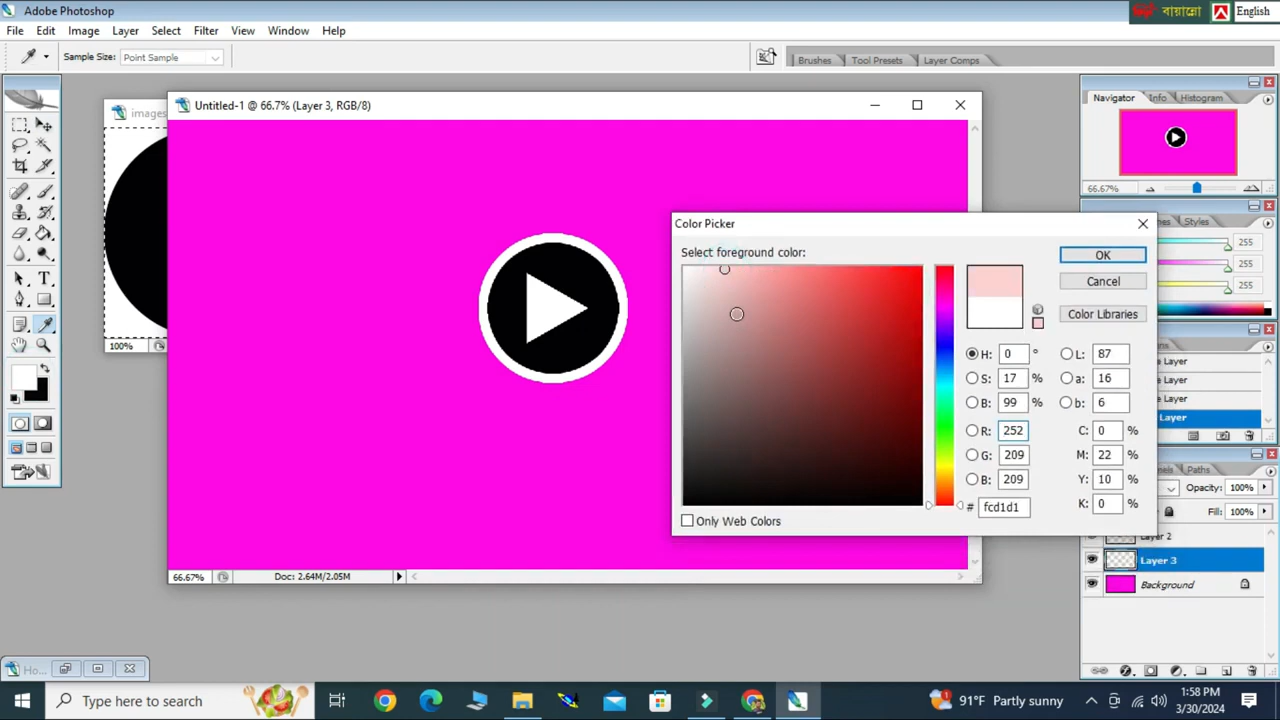 Adobe Photoshop
বায়ান্নো
English
File Edit Image Layer Select Filter View Window Help
Sample Size: Point Sample
Brushes Tool Presets Layer Comps
images
Untitled-1 @ 66.7% (Layer 3, RGB/8)
Navigator Info Histogram
66.67%
Styles
255
255
255
Color Picker
Select foreground color:
OK
Cancel
Color Libraries
H: 0 °
S: 17 %
B: 99 %
R: 252
G: 209
B: 209
# fcd1d1
L: 87
a: 16
b: 6
C: 0 %
M: 22 %
Y: 10 %
K: 0 %
Only Web Colors
100%
66.67% Doc: 2.64M/2.05M
Layer
Layer
Layer
Layer
Paths
Opacity: 100%
Fill: 100%
Layer 2
Layer 3
Background
Ho...
Type here to search
91°F Partly sunny
1:58 PM
3/30/2024